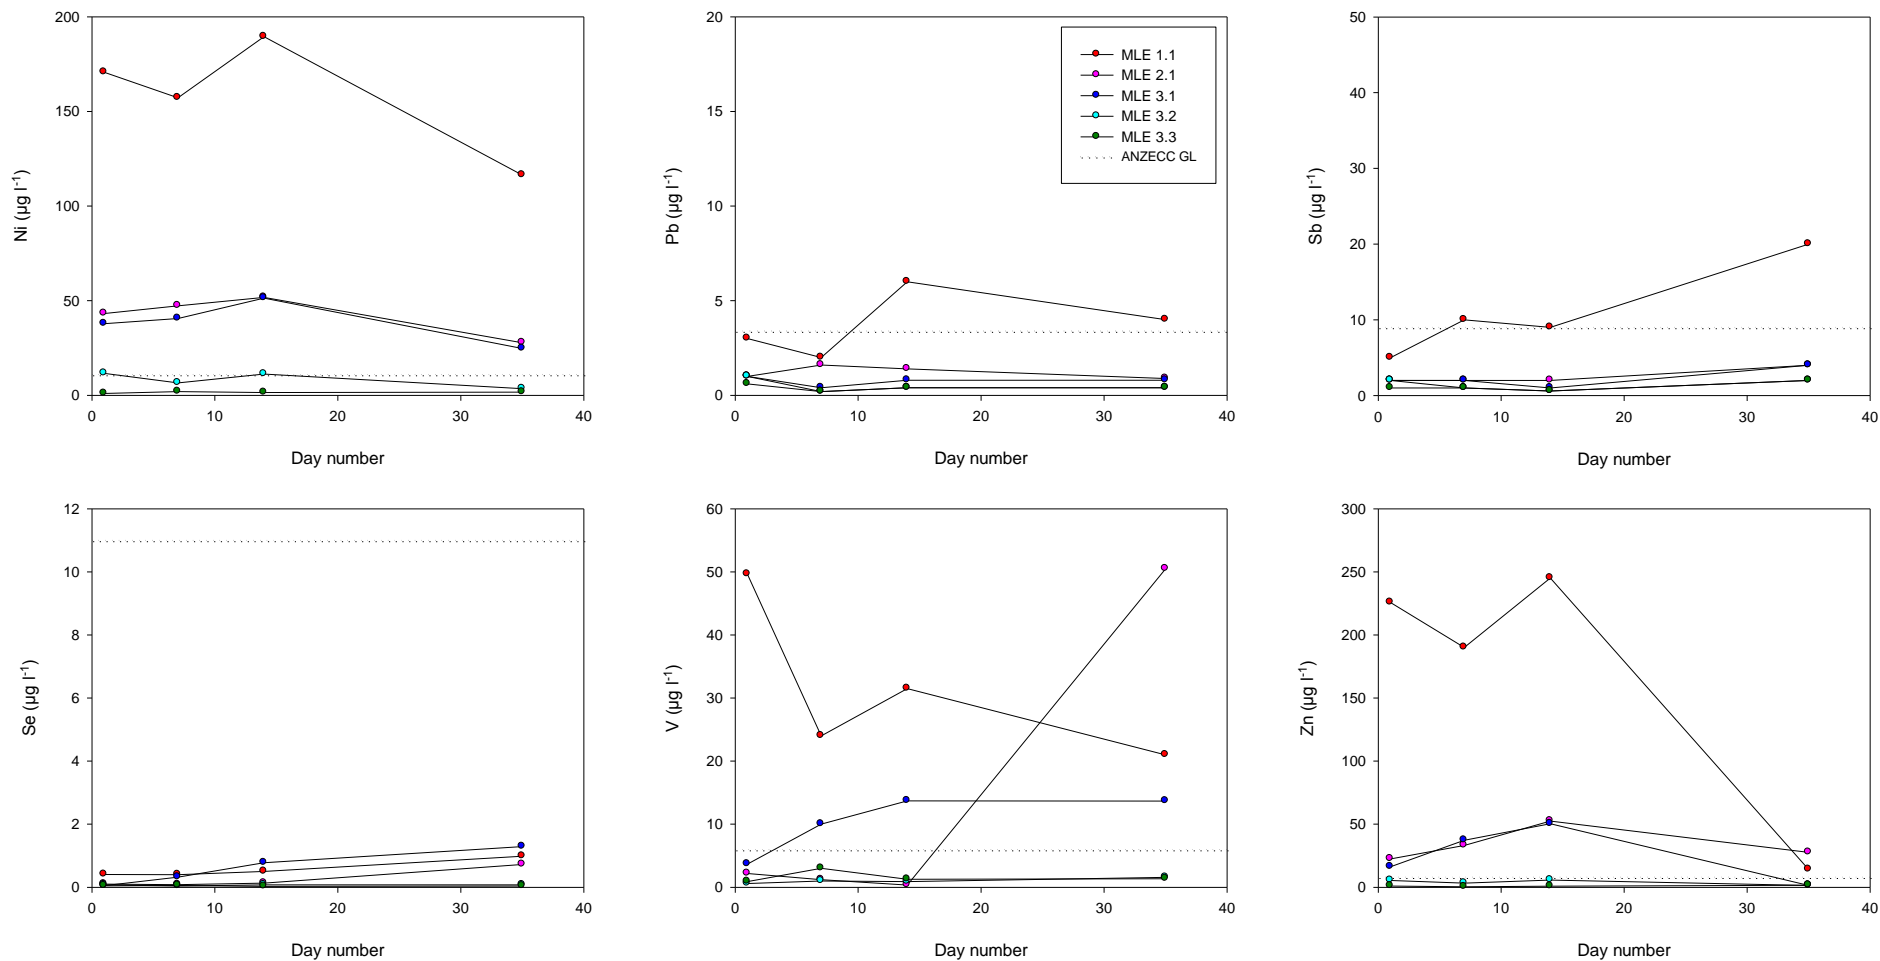 200
150
100
50
0
Ni (µg l-1)
0 10 20 30 40
Day number
20
15
10
5
0
Pb (µg l-1)
0 10 20 30 40
Day number
MLE 1.1
MLE 2.1
MLE 3.1
MLE 3.2
MLE 3.3
ANZECC GL
50
40
30
20
10
0
Sb (µg l-1)
0 10 20 30 40
Day number
12
10
8
6
4
2
0
Se (µg l-1)
0 10 20 30 40
Day number
60
50
40
30
20
10
0
V (µg l-1)
0 10 20 30 40
Day number
300
250
200
150
100
50
0
Zn (µg l-1)
0 10 20 30 40
Day number